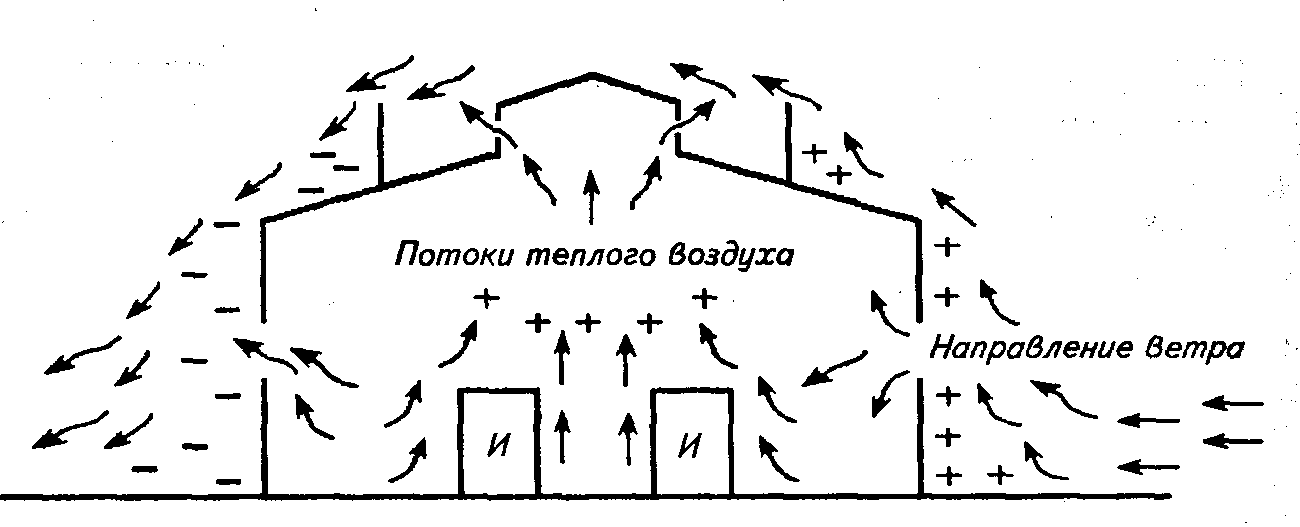 Потоки теплого воздуха
Направление ветра
И
И